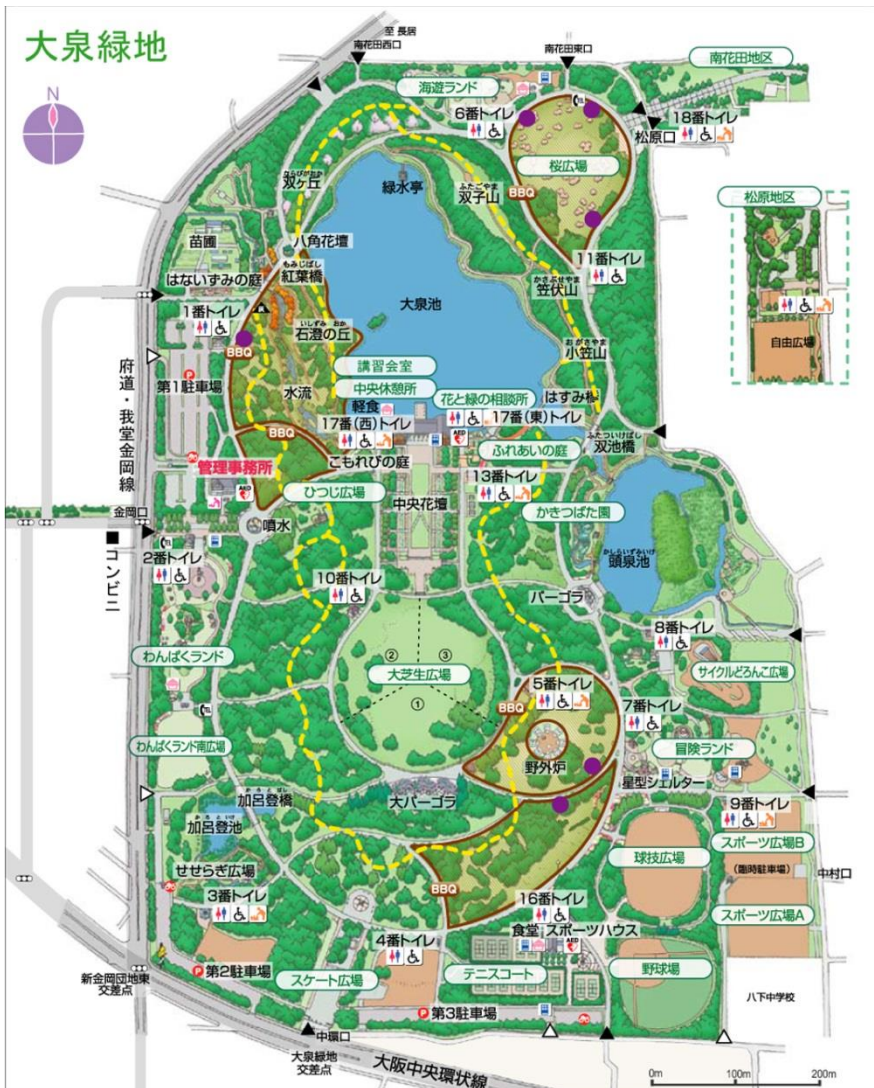 大泉緑地
至 長居
南花田西口
南花田東口
南花田地区
海遊ランド
6番トイレ
18番トイレ
松原口
桜広場
BBQ
緑水亭
ならびがおか
双ヶ丘
ふたごやま
双子山
松原地区
苗圃
八角花壇
もみじばし
紅葉橋
はないずみの庭
11番トイレ
かさぶせやま
笠伏山
大泉池
1番トイレ
いしずみ おか
石澄の丘
おがさやま
小笠山
自由広場
BBQ
府道・我堂金岡線
P
第1駐車場
水流
講習会室
中央休憩所
花と緑の相談所
軽食
17番(西)トイレ
AED
17番(東)トイレ
BBQ
こもれびの庭
ふれあいの庭
ふたついけばし
双池橋
管理事務所
AED
ひつじ広場
中央花壇
13番トイレ
かきつばた園
金岡口
噴水
かしらいずみいけ
頭泉池
コンビニ
2番トイレ
10番トイレ
パーゴラ
8番トイレ
わんぱくランド
②
③
大芝生広場
①
5番トイレ
サイクルどろんこ広場
BBQ
7番トイレ
わんぱくランド南広場
冒険ランド
野外炉
星型シェルター
かろとばし
加呂登橋
大パーゴラ
かろといけ
加呂登池
9番トイレ
スポーツ広場B
(臨時駐車場)
中村口
せせらぎ広場
球技広場
BBQ
3番トイレ
16番トイレ
スポーツ広場A
食堂
スポーツハウス
AED
4番トイレ
P
第2駐車場
スケート広場
テニスコート
野球場
新金岡団地東
交差点
八下中学校
P
第3駐車場
中環口
大泉緑地
交差点
大阪中央環状線
0m
100m
200m